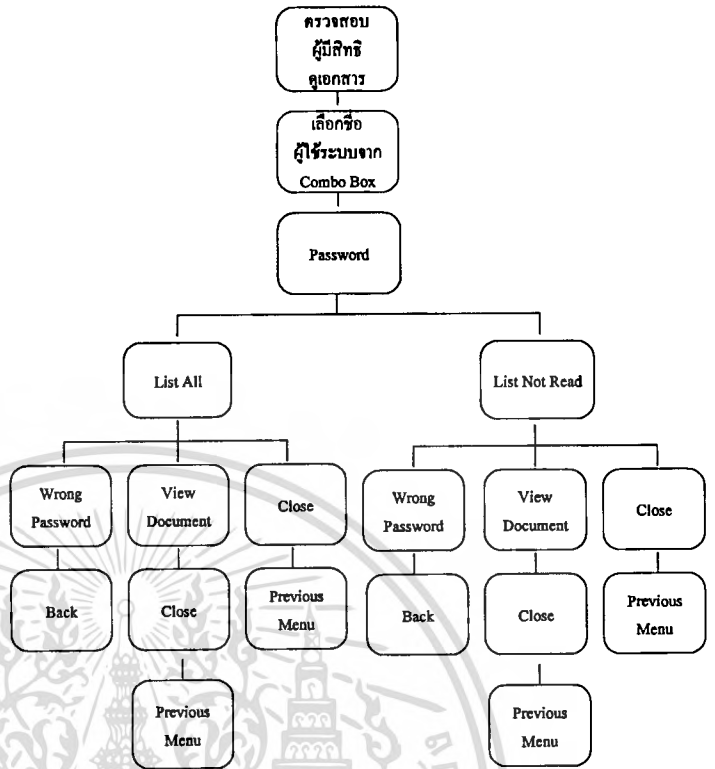 ตรวจสอบ
ผู้มีสิทธิ
ดูเอกสาร
เลือกชื่อ
ผู้ใช้ระบบจาก
Combo Box
Password
List All
List Not Read
Wrong
Password
View
Document
Close
Wrong
Password
View
Document
Close
Back
Close
Previous
Menu
Back
Close
Previous
Menu
Previous
Menu
Previous
Menu